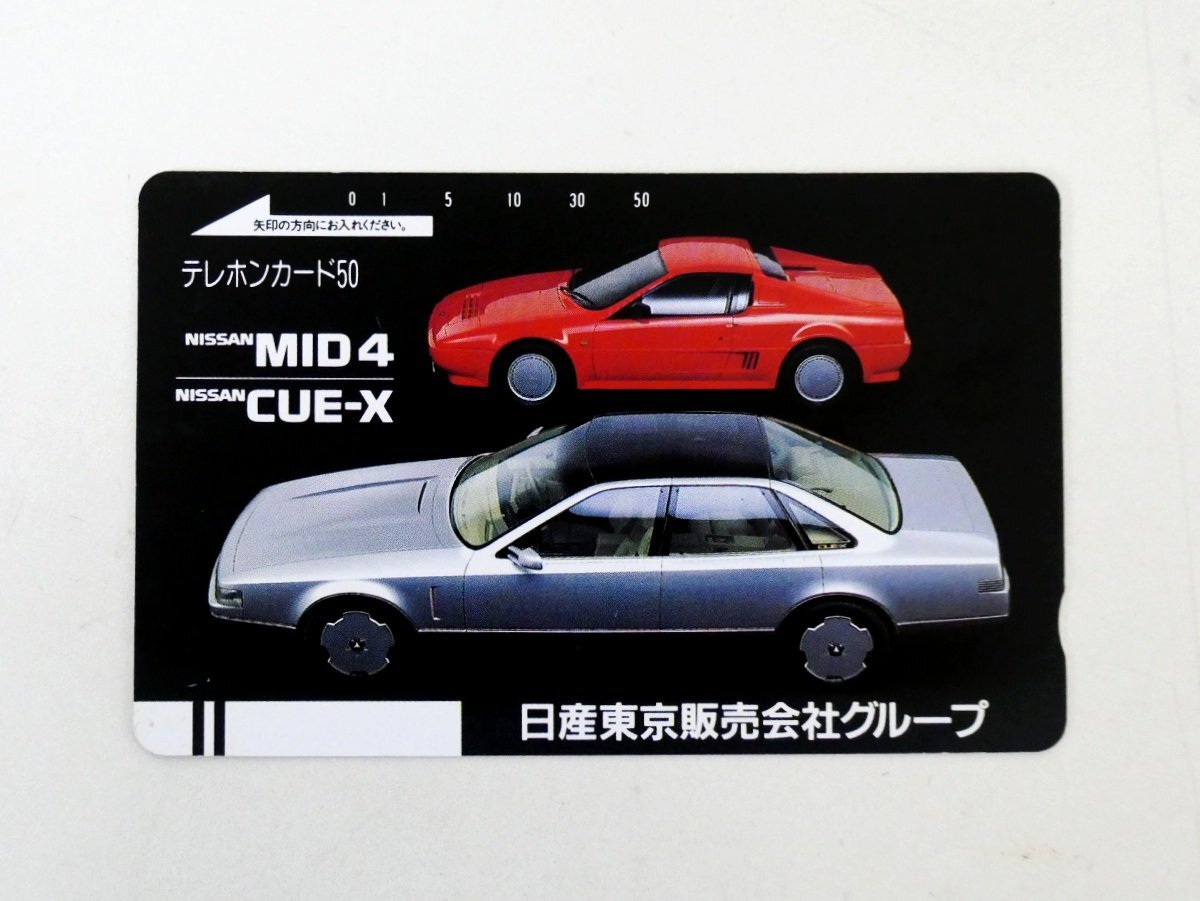 0 1 5 10 30 50
矢印の方向にお入れください。
テレホンカード50
NISSAN MID4
NISSAN CUE-X
CUE-X
日産東京販売会社グループ